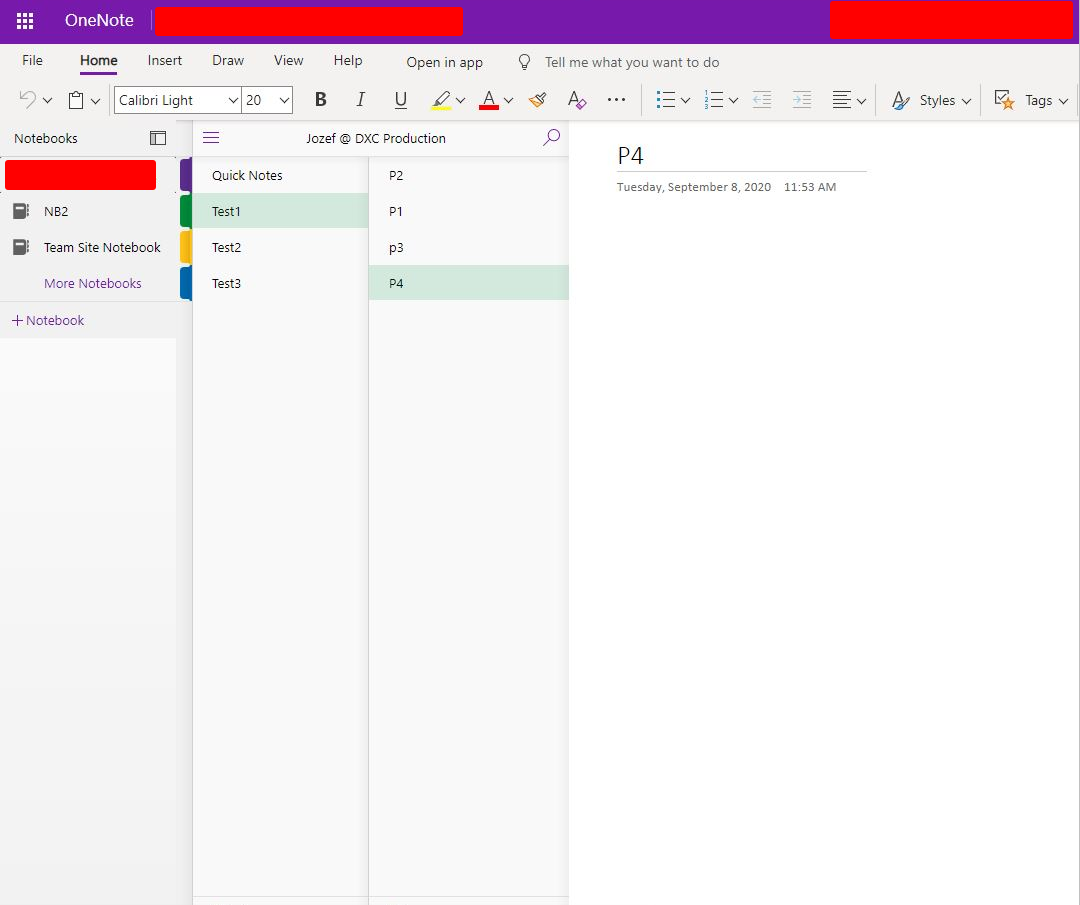 OneNote
File Home Insert Draw View Help Open in app Tell me what you want to do
Calibri Light 20 B I U A A Styles Tags
Notebooks Jozef @ DXC Production P4
Tuesday, September 8, 2020 11:53 AM
Quick Notes P2
NB2 Test1 P1
Team Site Notebook Test2 p3
More Notebooks Test3 P4
+ Notebook